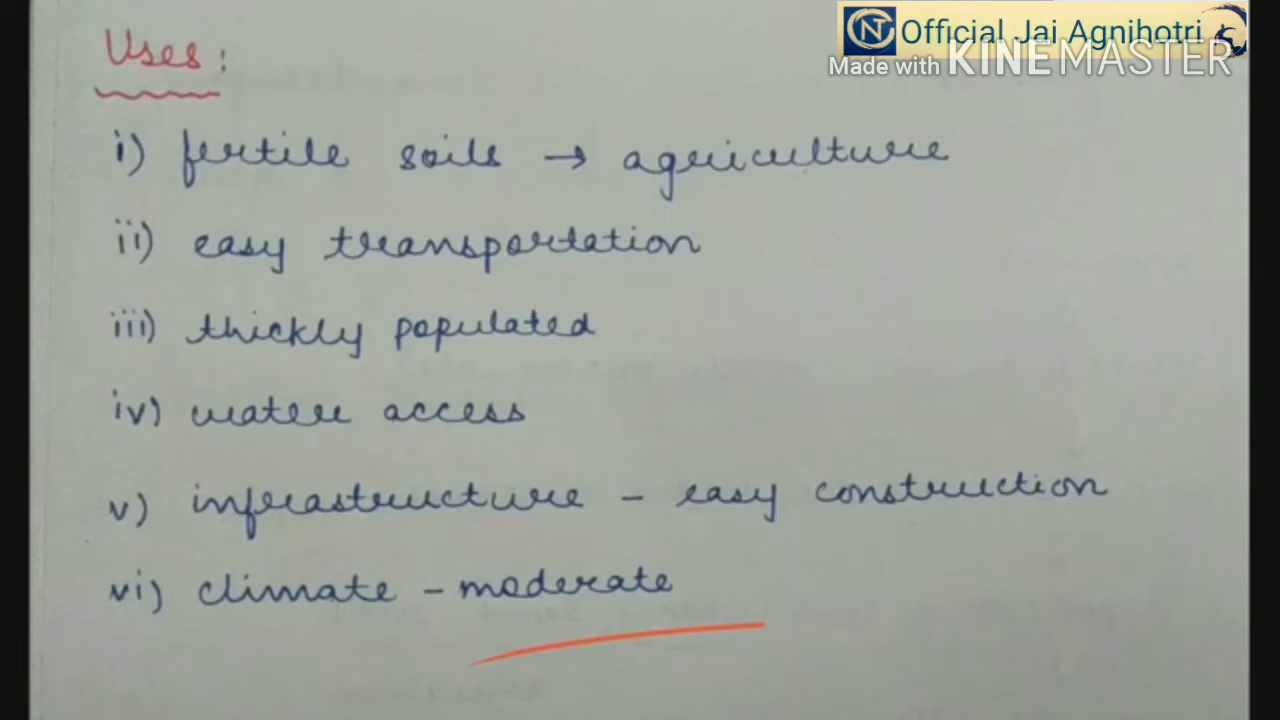 Official Jai Agnihotri
Made with KINEMASTER
Uses:
i) fertile soils → agriculture
ii) easy transportation
iii) thickly populated
iv) water access
v) infrastructure - easy construction
vi) climate - moderate